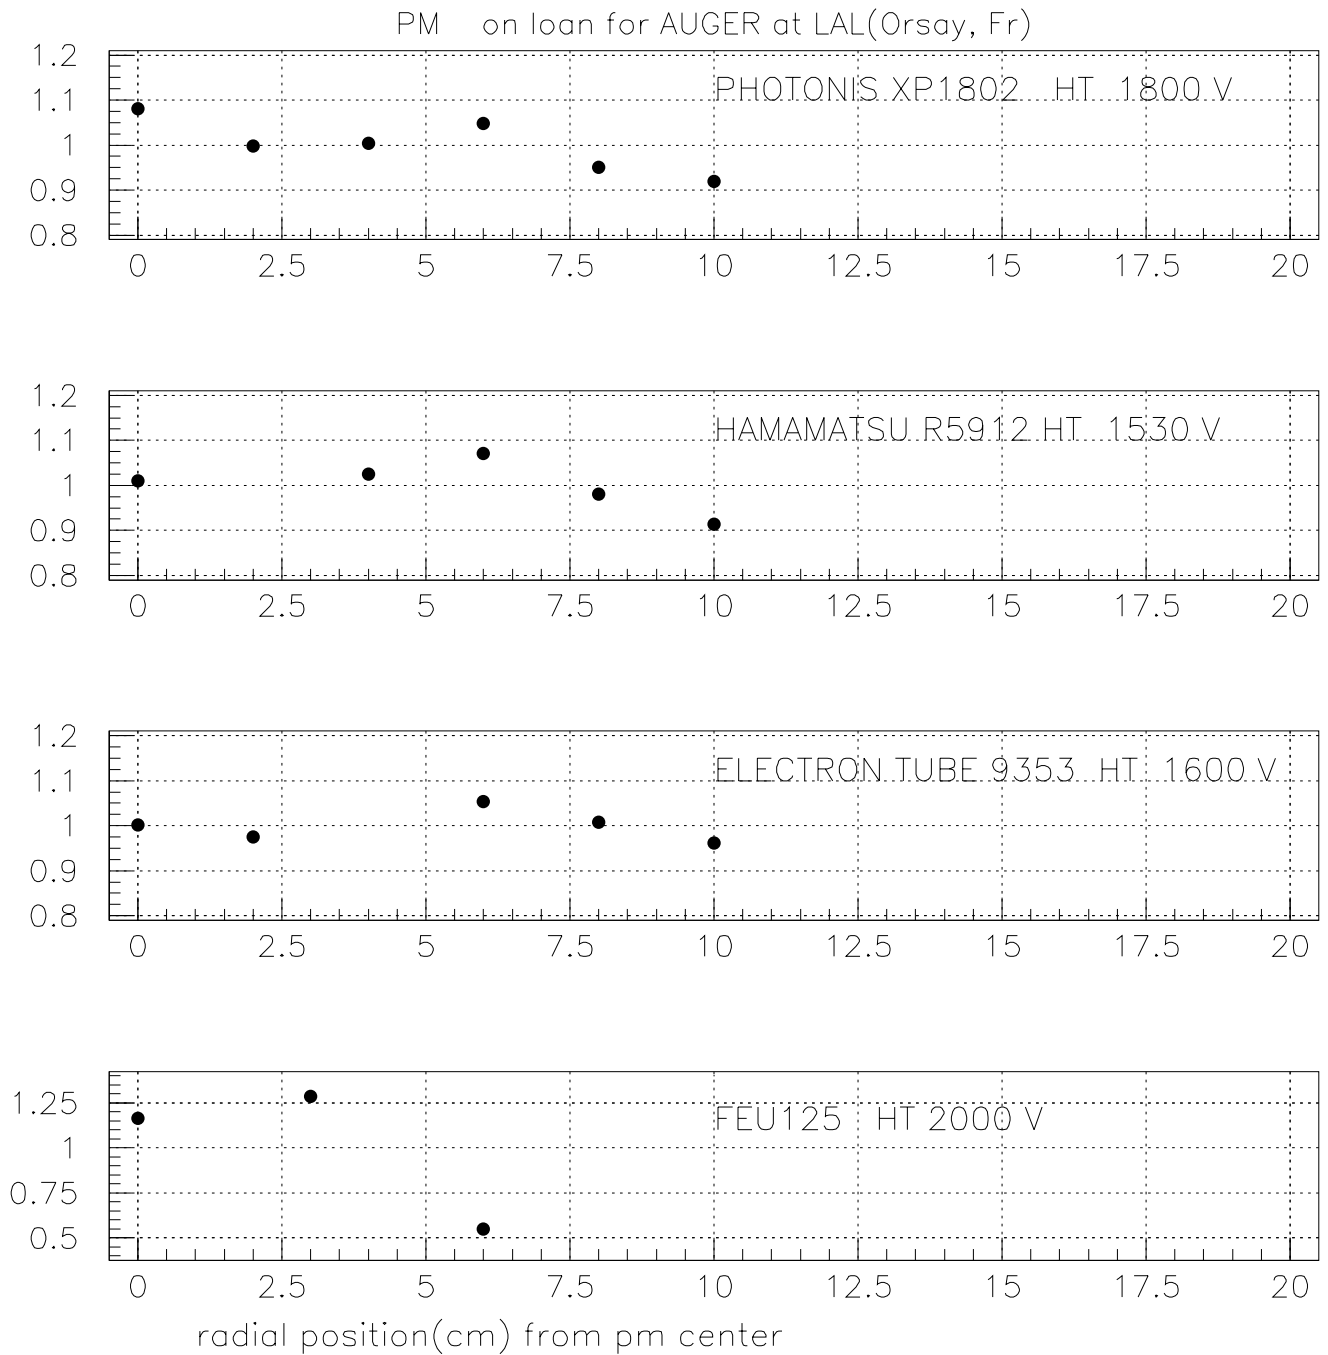 PM on loan for AUGER at LAL(Orsay, Fr)
1.2
PHOTONIS XP1802 HT 1800 V
1.1
1
0.9
0.8
0 2.5 5 7.5 10 12.5 15 17.5 20
1.2
HAMAMATSU R5912 HT 1530 V
1.1
1
0.9
0.8
0 2.5 5 7.5 10 12.5 15 17.5 20
1.2
ELECTRON TUBE 9353 HT 1600 V
1.1
1
0.9
0.8
0 2.5 5 7.5 10 12.5 15 17.5 20
1.25
FEU125 HT 2000 V
1
0.75
0.5
0 2.5 5 7.5 10 12.5 15 17.5 20
radial position(cm) from pm center